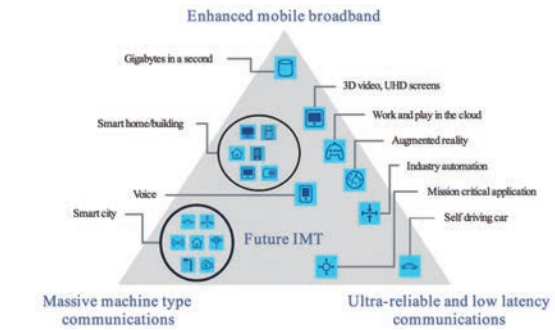 Enhanced mobile broadband
Gigabytes in a second
3D video, UHD screens
Smart home/building
Work and play in the cloud
Augmented reality
Industry automation
Voice
Mission critical application
Smart city
Self driving car
Future IMT
Massive machine type
communications
Ultra-reliable and low latency
communications